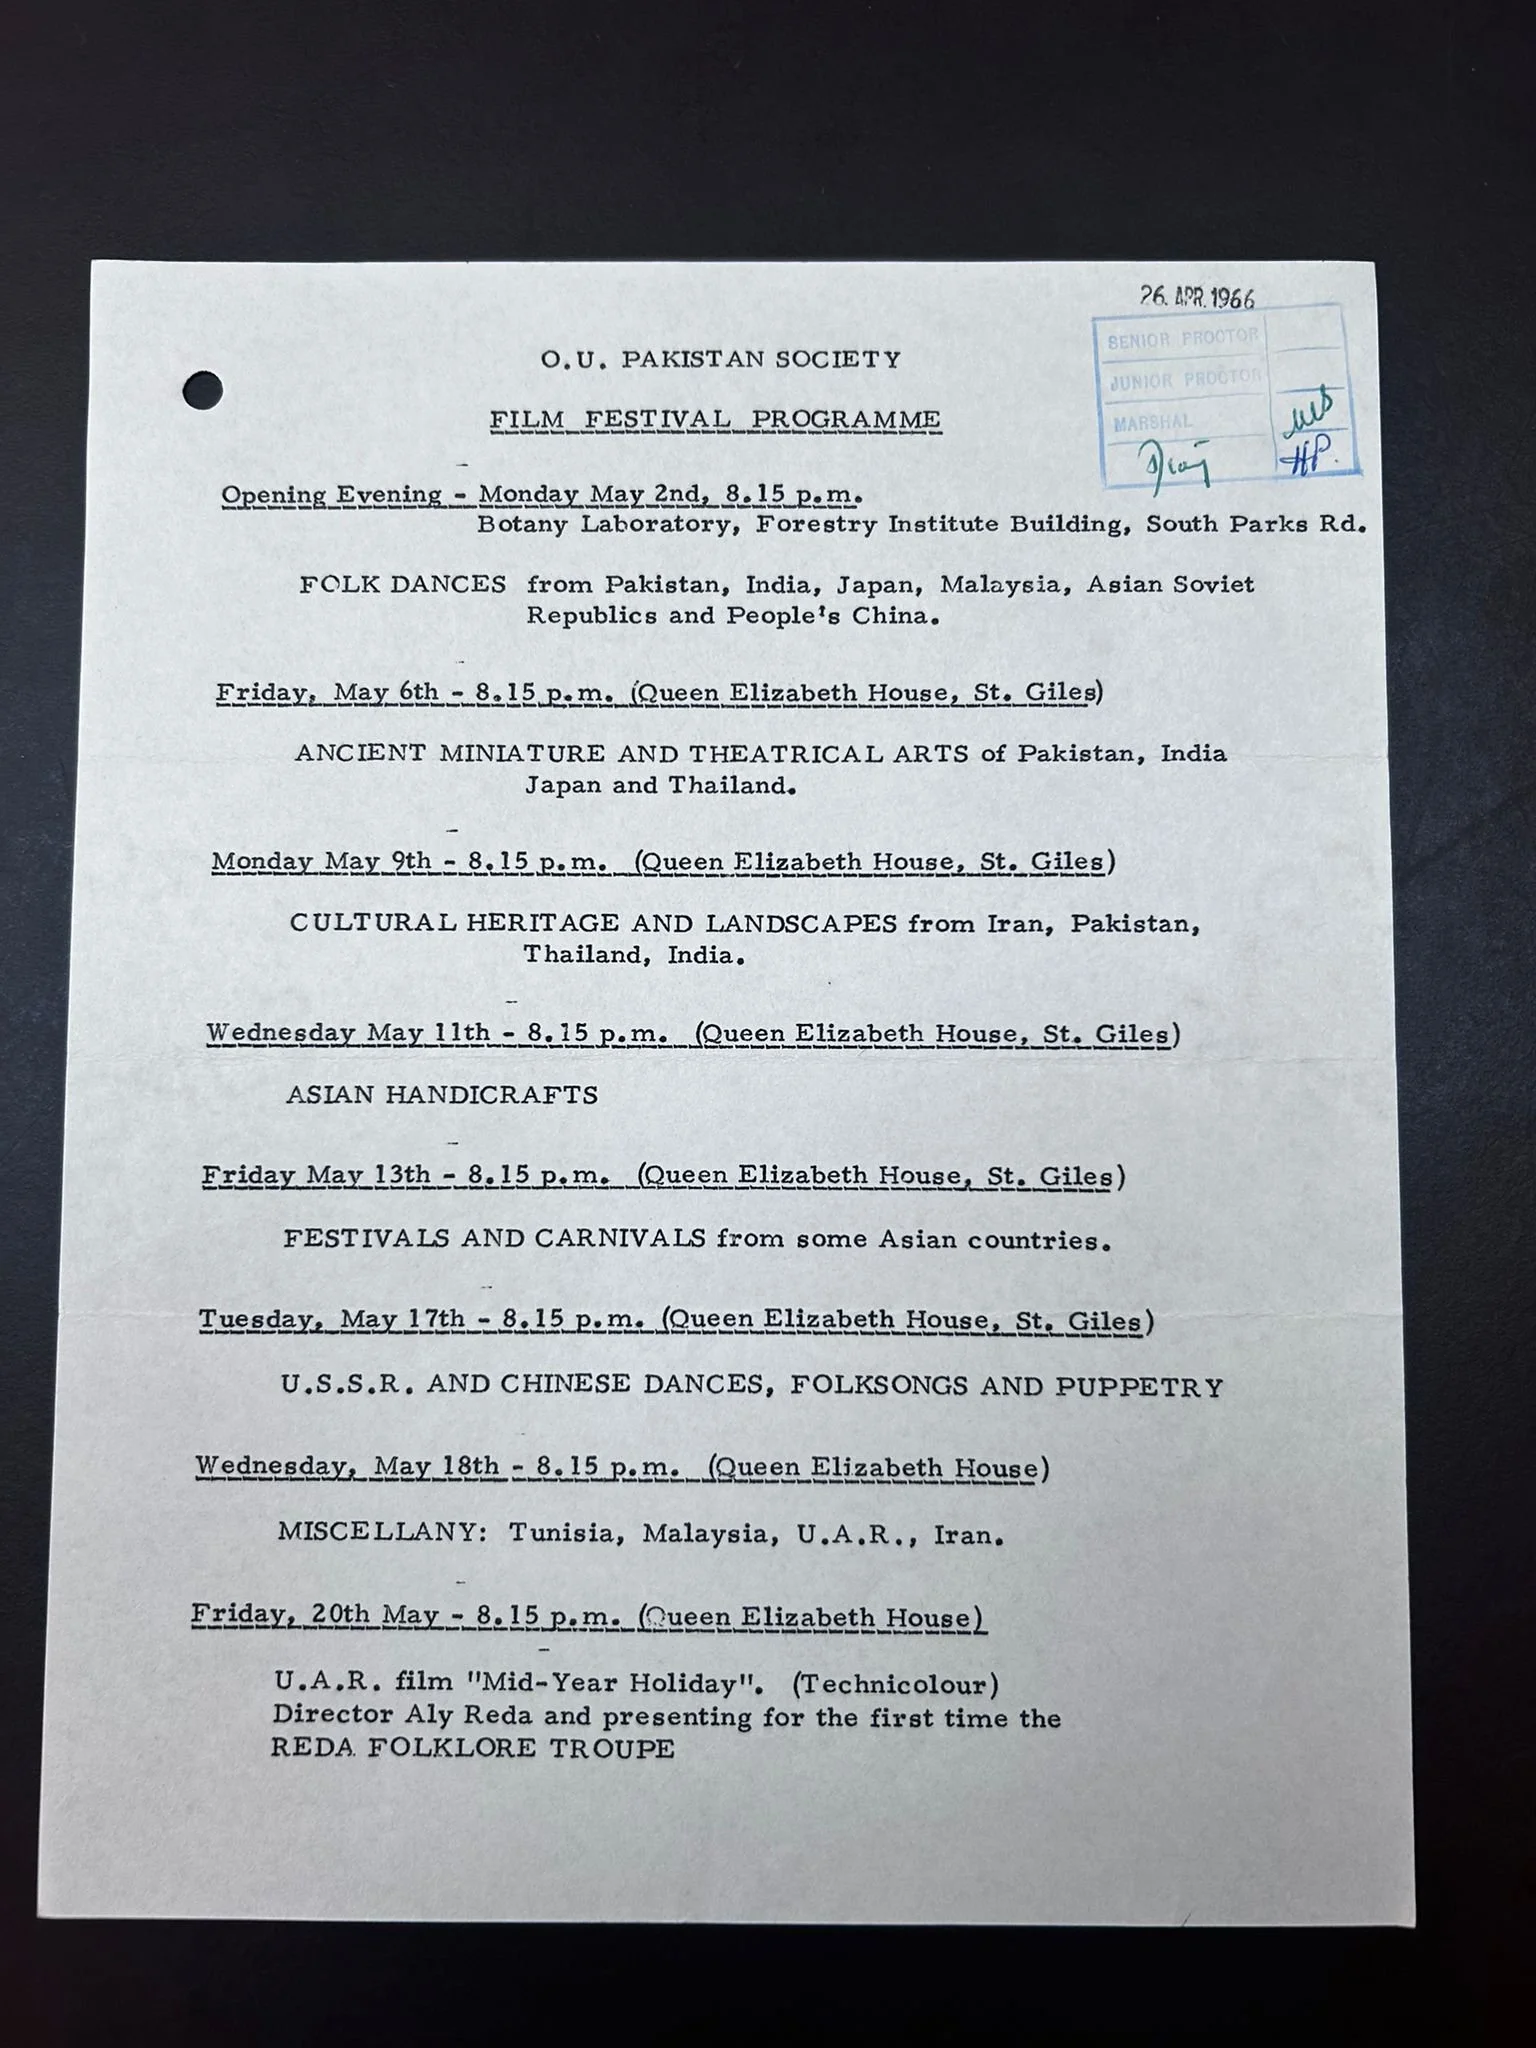 26. APR. 1966
SENIOR PROCTOR
JUNIOR PROCTOR
MARSHAL
HP.
O.U. PAKISTAN SOCIETY
FILM FESTIVAL PROGRAMME
Opening Evening - Monday May 2nd, 8.15 p.m.
Botany Laboratory, Forestry Institute Building, South Parks Rd.
FOLK DANCES from Pakistan, India, Japan, Malaysia, Asian Soviet
Republics and People's China.
Friday, May 6th - 8.15 p.m. (Queen Elizabeth House, St. Giles)
ANCIENT MINIATURE AND THEATRICAL ARTS of Pakistan, India
Japan and Thailand.
Monday May 9th - 8.15 p.m. (Queen Elizabeth House, St. Giles)
CULTURAL HERITAGE AND LANDSCAPES from Iran, Pakistan,
Thailand, India.
Wednesday May 11th - 8.15 p.m. (Queen Elizabeth House, St. Giles)
ASIAN HANDICRAFTS
Friday May 13th - 8.15 p.m. (Queen Elizabeth House, St. Giles)
FESTIVALS AND CARNIVALS from some Asian countries.
Tuesday, May 17th - 8.15 p.m. (Queen Elizabeth House, St. Giles)
U.S.S.R. AND CHINESE DANCES, FOLKSONGS AND PUPPETRY
Wednesday, May 18th - 8.15 p.m. (Queen Elizabeth House)
MISCELLANY: Tunisia, Malaysia, U.A.R., Iran.
Friday, 20th May - 8.15 p.m. (Queen Elizabeth House)
U.A.R. film "Mid-Year Holiday". (Technicolour)
Director Aly Reda and presenting for the first time the
REDA FOLKLORE TROUPE